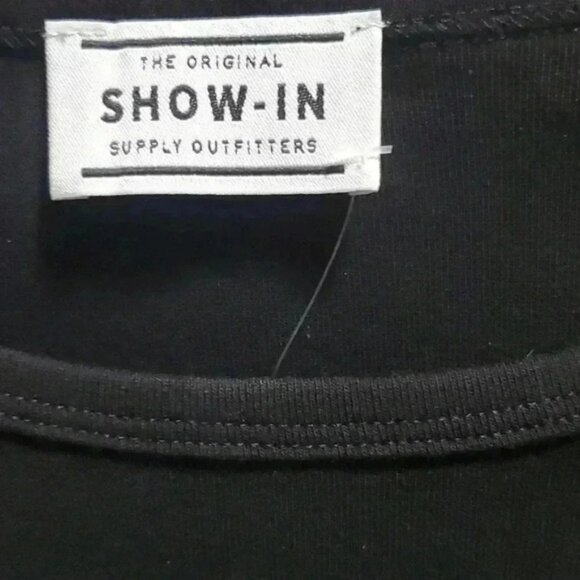 THE ORIGINAL
SHOW-IN
SUPPLY OUTFITTERS